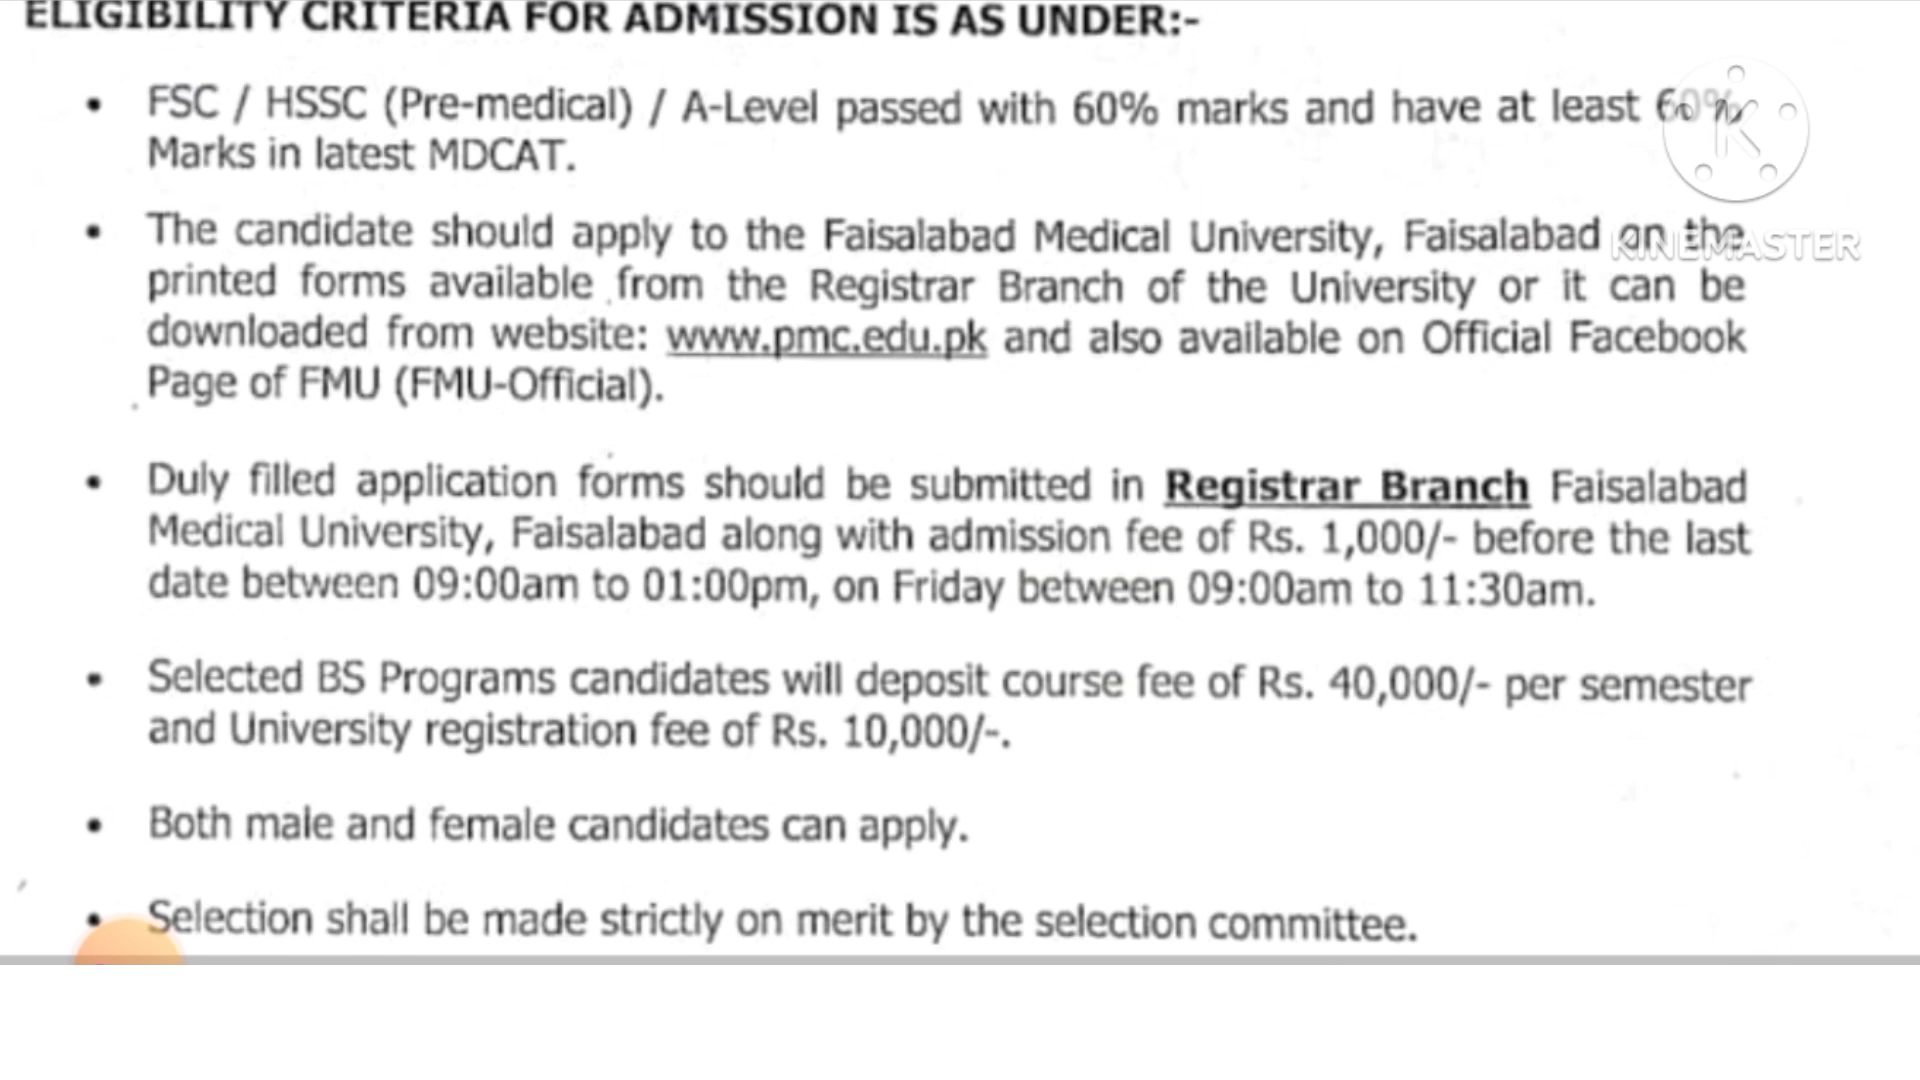 ELIGIBILITY CRITERIA FOR ADMISSION IS AS UNDER:-
• FSC / HSSC (Pre-medical) / A-Level passed with 60% marks and have at least 60%
Marks in latest MDCAT.
• The candidate should apply to the Faisalabad Medical University, Faisalabad on the
printed forms available from the Registrar Branch of the University or it can be
downloaded from website: www.pmc.edu.pk and also available on Official Facebook
Page of FMU (FMU-Official).
• Duly filled application forms should be submitted in Registrar Branch Faisalabad
Medical University, Faisalabad along with admission fee of Rs. 1,000/- before the last
date between 09:00am to 01:00pm, on Friday between 09:00am to 11:30am.
• Selected BS Programs candidates will deposit course fee of Rs. 40,000/- per semester
and University registration fee of Rs. 10,000/-.
• Both male and female candidates can apply.
• Selection shall be made strictly on merit by the selection committee.
K
KINEMASTER